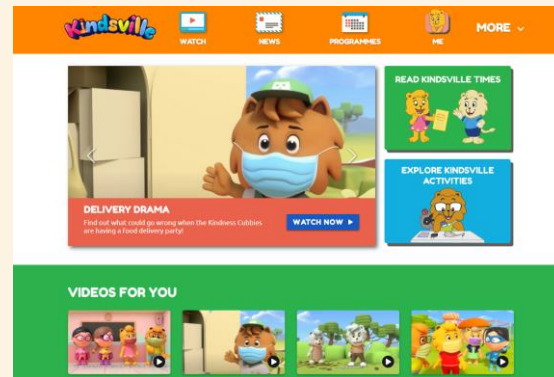 Kindsville
WATCH
NEWS
PROGRAMMES
ME
MORE
READ KINDSVILLE TIMES
DELIVERY DRAMA
Find out what could go wrong when the Kindness Cubbies
are having a food delivery party!
WATCH NOW
EXPLORE KINDSVILLE
ACTIVITIES
VIDEOS FOR YOU